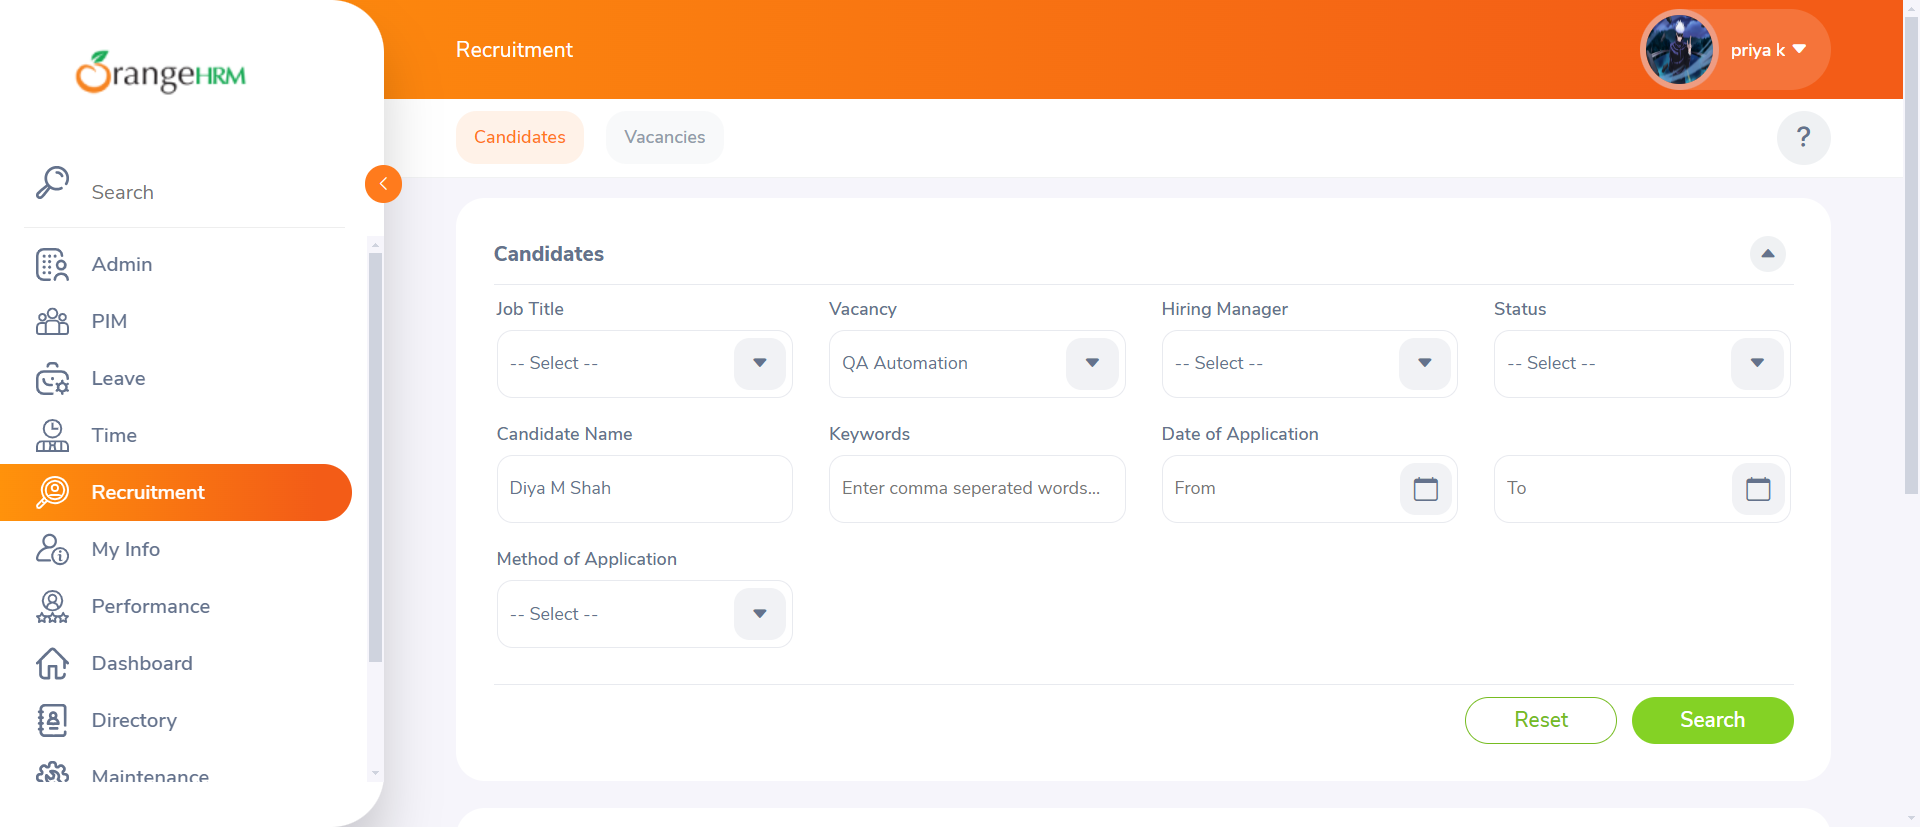 OrangeHRM
Search
Admin
PIM
Leave
Time
Recruitment
My Info
Performance
Dashboard
Directory
Maintenance
Recruitment
priya k
Candidates
Vacancies
?
Candidates
Job Title
Vacancy
Hiring Manager
Status
-- Select --
QA Automation
-- Select --
-- Select --
Candidate Name
Keywords
Date of Application
Diya M Shah
Enter comma seperated words...
From
To
Method of Application
-- Select --
Reset
Search